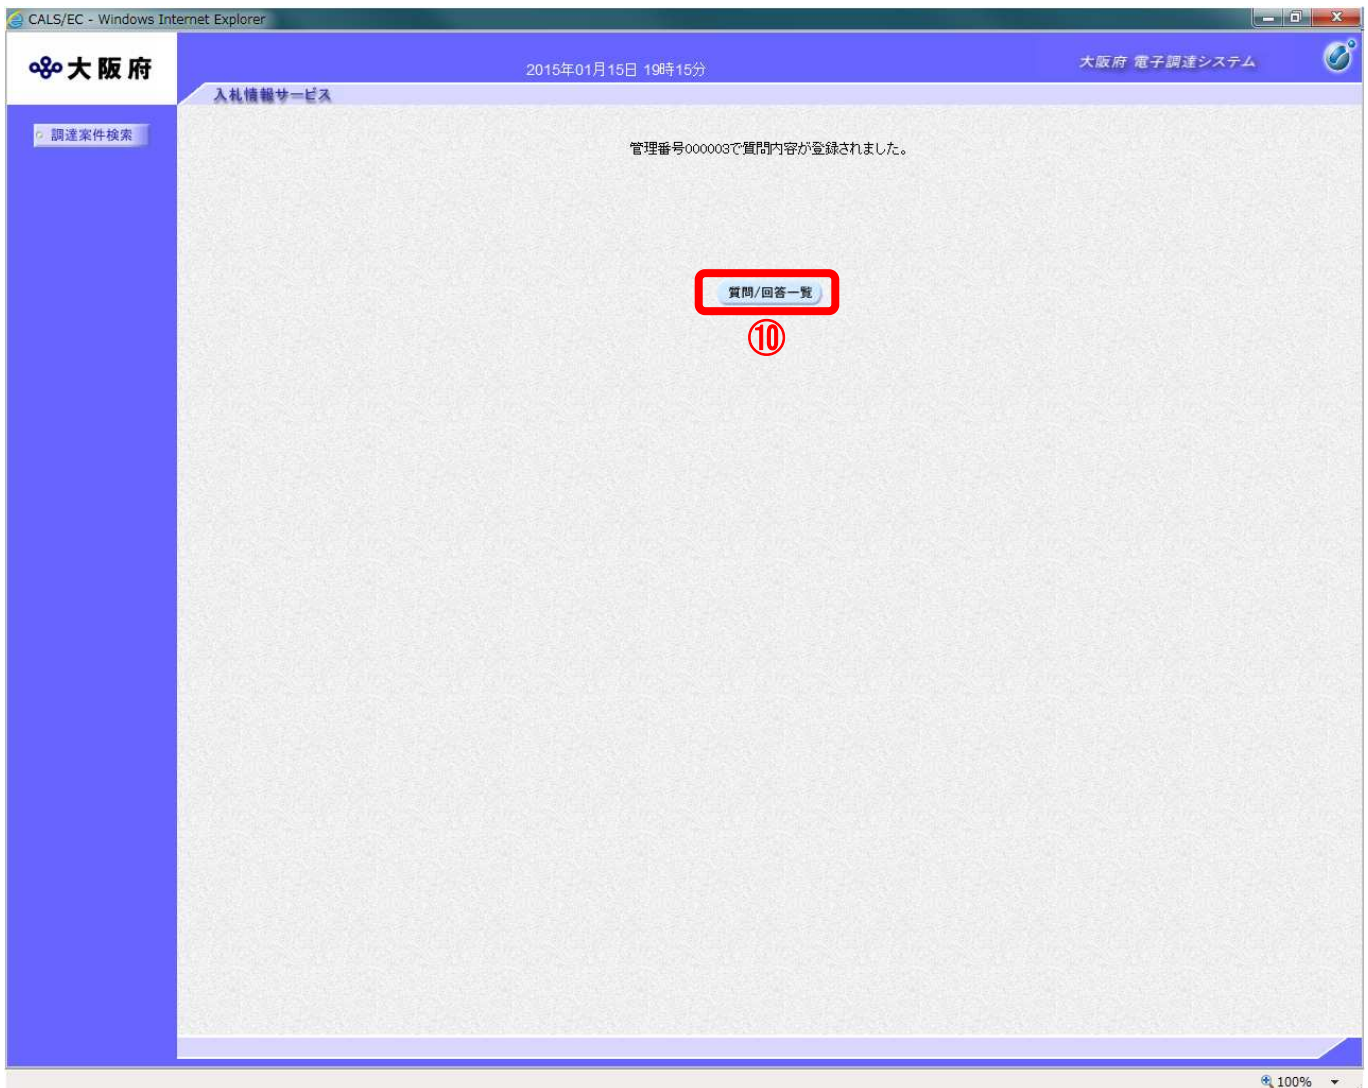 CALS/EC - Windows Internet Explorer
大阪府
2015年01月15日 19時15分
大阪府 電子調達システム
入札情報サービス
調達案件検索
管理番号000003で質問内容が登録されました。
質問/回答一覧
⑩
100%